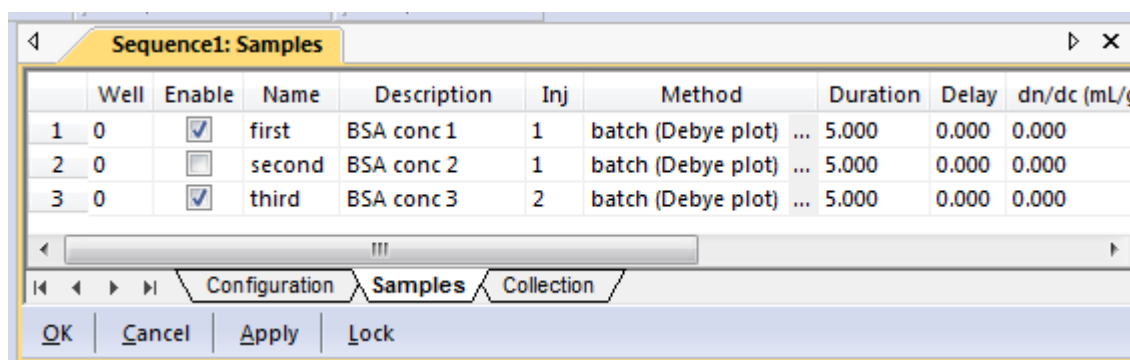 Sequence1: Samples
Well Enable Name Description Inj Method Duration Delay dn/dc (mL/g
1 0 first BSA conc 1 1 batch (Debye plot) ... 5.000 0.000 0.000
2 0 second BSA conc 2 1 batch (Debye plot) ... 5.000 0.000 0.000
3 0 third BSA conc 3 2 batch (Debye plot) ... 5.000 0.000 0.000
Configuration Samples Collection
OK Cancel Apply Lock